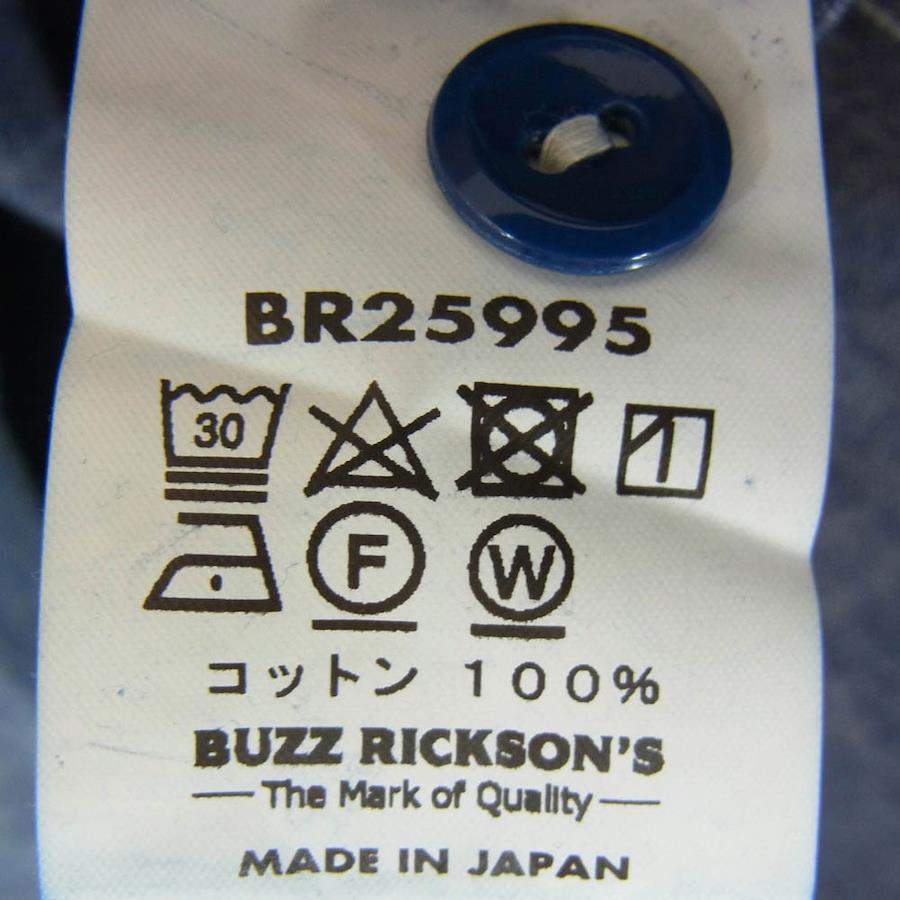 BR25995
30
F W
コットン 100%
BUZZ RICKSON'S
The Mark of Quality
MADE IN JAPAN